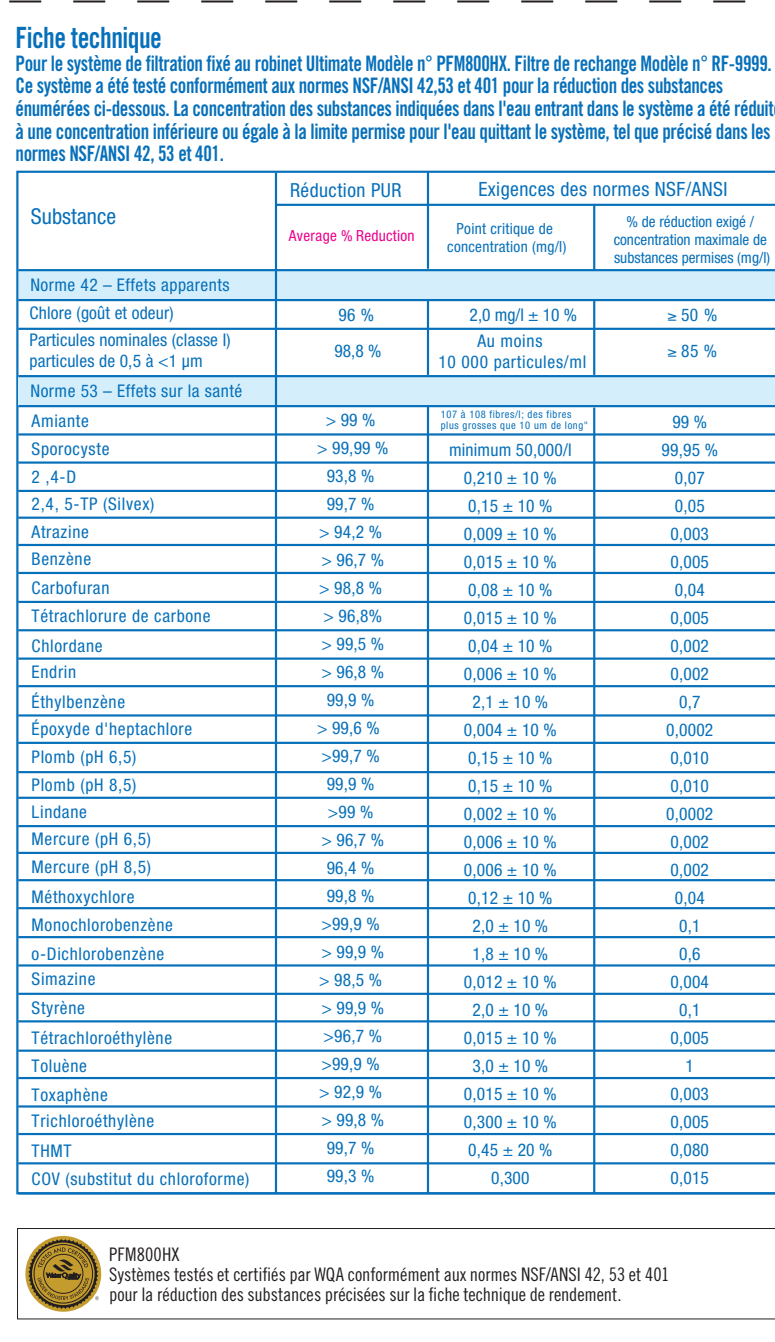 Fiche technique
Pour le système de filtration fixé au robinet Ultimate Modèle n° PFM800HX. Filtre de rechange Modèle n° RF-9999.
Ce système a été testé conformément aux normes NSF/ANSI 42,53 et 401 pour la réduction des substances
énumérées ci-dessous. La concentration des substances indiquées dans l'eau entrant dans le système a été réduite
à une concentration inférieure ou égale à la limite permise pour l'eau quittant le système, tel que précisé dans les
normes NSF/ANSI 42, 53 et 401.
Substance Réduction PUR Exigences des normes NSF/ANSI
Average % Reduction
Point critique de
concentration (mg/l)
% de réduction exigé /
concentration maximale de
substances permises (mg/l)
Norme 42 – Effets apparents
Chlore (goût et odeur) 96 % 2,0 mg/l ± 10 % ≥ 50 %
Particules nominales (classe l)
particules de 0,5 à <1 µm
98,8 %
Au moins
10 000 particules/ml
≥ 85 %
Norme 53 – Effets sur la santé
Amiante > 99 %
107 à 108 fibres/l; des fibres
plus grosses que 10 um de long"
99 %
Sporocyste > 99,99 % minimum 50,000/l 99,95 %
2 ,4-D 93,8 % 0,210 ± 10 % 0,07
2,4, 5-TP (Silvex) 99,7 % 0,15 ± 10 % 0,05
Atrazine > 94,2 % 0,009 ± 10 % 0,003
Benzène > 96,7 % 0,015 ± 10 % 0,005
Carbofuran > 98,8 % 0,08 ± 10 % 0,04
Tétrachlorure de carbone > 96,8% 0,015 ± 10 % 0,005
Chlordane > 99,5 % 0,04 ± 10 % 0,002
Endrin > 96,8 % 0,006 ± 10 % 0,002
Éthylbenzène 99,9 % 2,1 ± 10 % 0,7
Époxyde d'heptachlore > 99,6 % 0,004 ± 10 % 0,0002
Plomb (pH 6,5) >99,7 % 0,15 ± 10 % 0,010
Plomb (pH 8,5) 99,9 % 0,15 ± 10 % 0,010
Lindane >99 % 0,002 ± 10 % 0,0002
Mercure (pH 6,5) > 96,7 % 0,006 ± 10 % 0,002
Mercure (pH 8,5) 96,4 % 0,006 ± 10 % 0,002
Méthoxychlore 99,8 % 0,12 ± 10 % 0,04
Monochlorobenzène >99,9 % 2,0 ± 10 % 0,1
o-Dichlorobenzène > 99,9 % 1,8 ± 10 % 0,6
Simazine > 98,5 % 0,012 ± 10 % 0,004
Styrène > 99,9 % 2,0 ± 10 % 0,1
Tétrachloroéthylène >96,7 % 0,015 ± 10 % 0,005
Toluène >99,9 % 3,0 ± 10 % 1
Toxaphène > 92,9 % 0,015 ± 10 % 0,003
Trichloroéthylène > 99,8 % 0,300 ± 10 % 0,005
THMT 99,7 % 0,45 ± 20 % 0,080
COV (substitut du chloroforme) 99,3 % 0,300 0,015
TESTED AND CERTIFIED
Water Quality
UNDER INDUSTRY STANDARDS
PFM800HX
Systèmes testés et certifiés par WQA conformément aux normes NSF/ANSI 42, 53 et 401
pour la réduction des substances précisées sur la fiche technique de rendement.